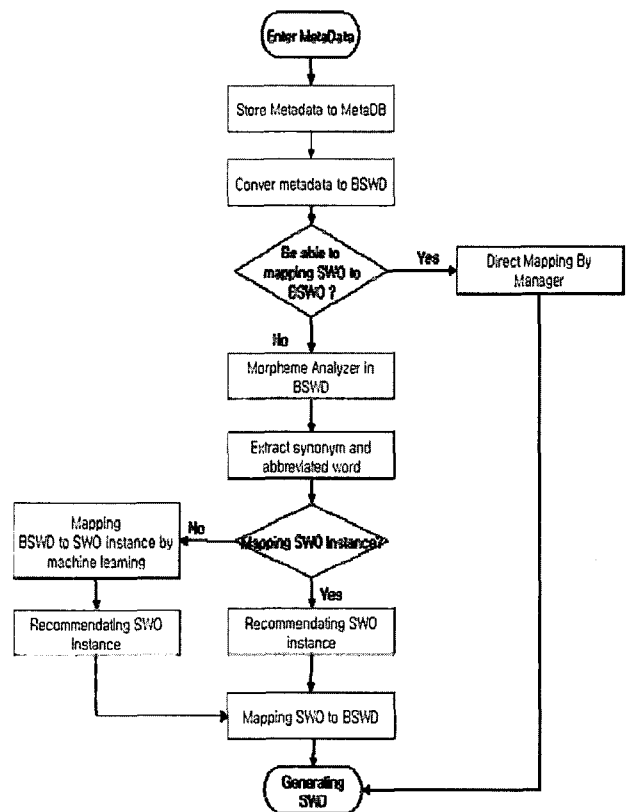 Enter MetaData
Store Metadata to MetaDB
Conver metadata to BSWD
Be able to
mapping SWO to
BSWO ?
Yes
Direct Mapping By
Manager
No
Morpheme Analyzer in
BSWD
Extract synonym and
abbreviated word
Mapping SWO Instance?
No
Mapping
BSWD to SWO instance by
machine learning
Yes
Recommendating SWO
Instance
Recommendating SWO
instance
Mapping SWO to BSWD
Generating
SWO